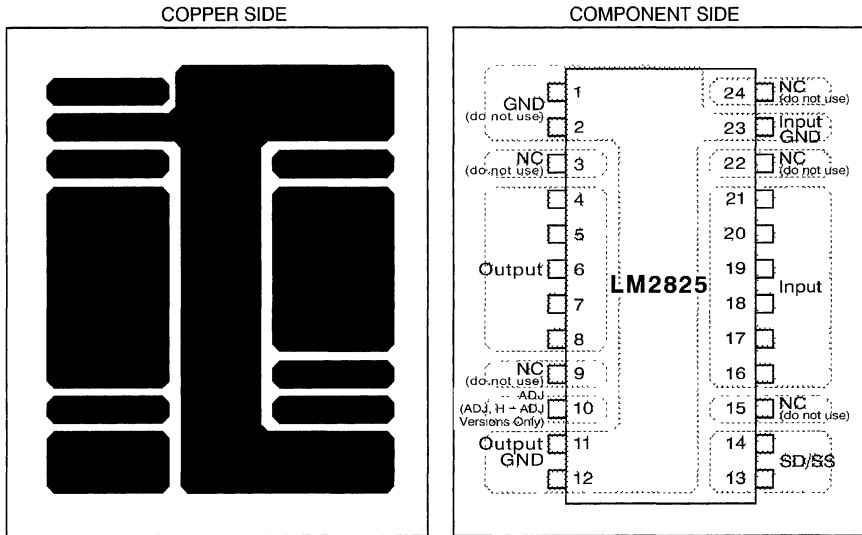 COPPER SIDE
COMPONENT SIDE
GND
(do not use)
NC
(do not use)
Output
NC
(do not use)
ADJ
(ADJ, H - ADJ
Versions Only)
Output
GND
1
2
3
4
5
6
7
8
9
10
11
12
LM2825
24
23
22
21
20
19
18
17
16
15
14
13
NC
(do not use)
Input
GND
NC
(do not use)
Input
NC
(do not use)
SD/SS